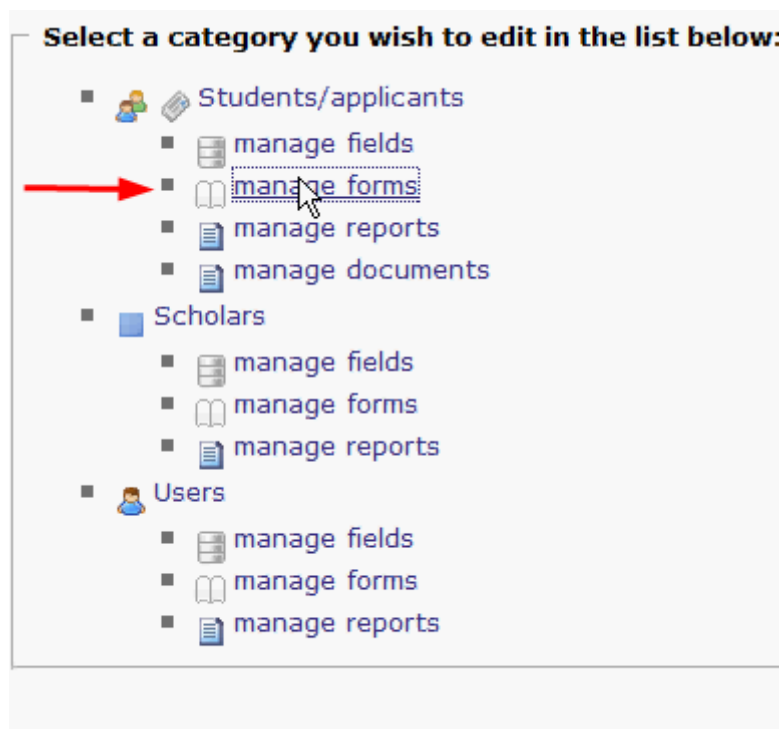 Select a category you wish to edit in the list below:
Students/applicants
manage fields
manage forms
manage reports
manage documents
Scholars
manage fields
manage forms
manage reports
Users
manage fields
manage forms
manage reports